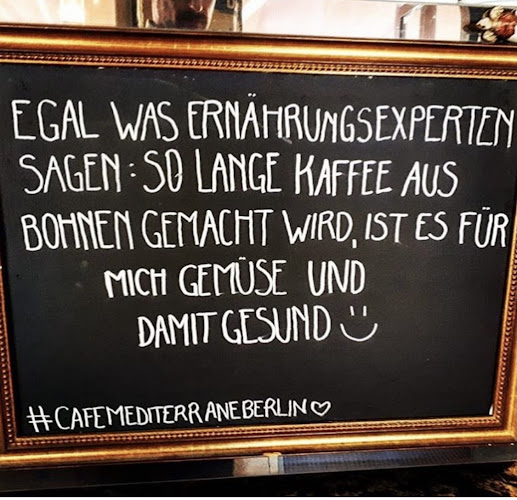 EGAL WAS ERNÄHRUNGSEXPERTEN
SAGEN: SO LANGE KAFFEE AUS
BOHNEN GEMACHT WIRD, IST ES FÜR
MICH GEMÜSE UND
DAMIT GESUND
#CAFEMEDITERRANEBERLIN